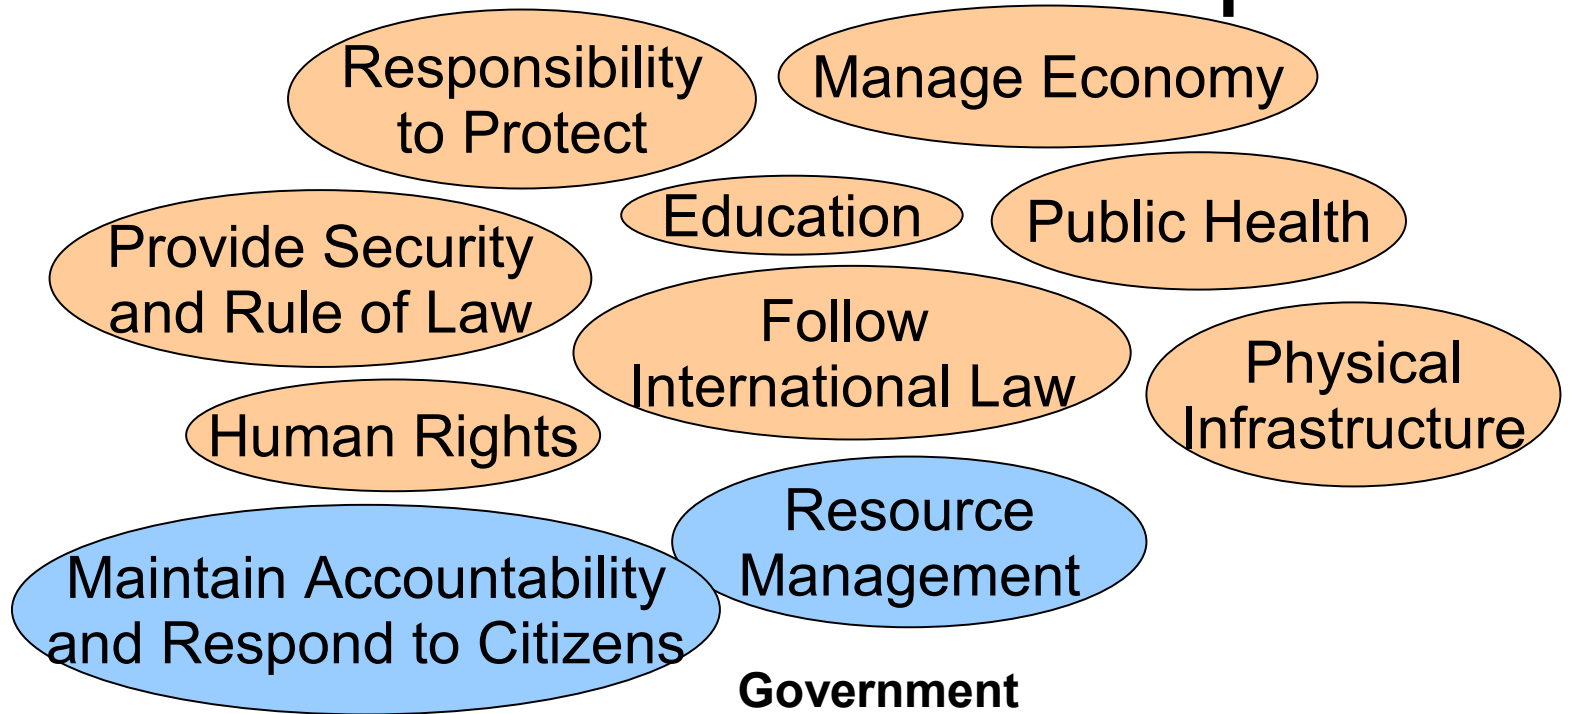 Responsibility
to Protect
Manage Economy
Education
Public Health
Provide Security
and Rule of Law
Follow
International Law
Physical
Infrastructure
Human Rights
Resource
Management
Maintain Accountability
and Respond to Citizens
Government